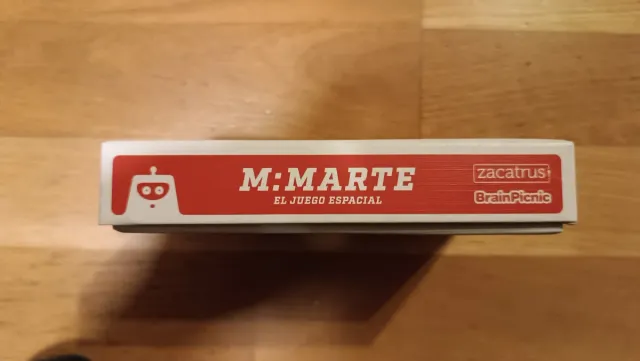 M:MARTE
EL JUEGO ESPACIAL
zacatrus!
BrainPicnic